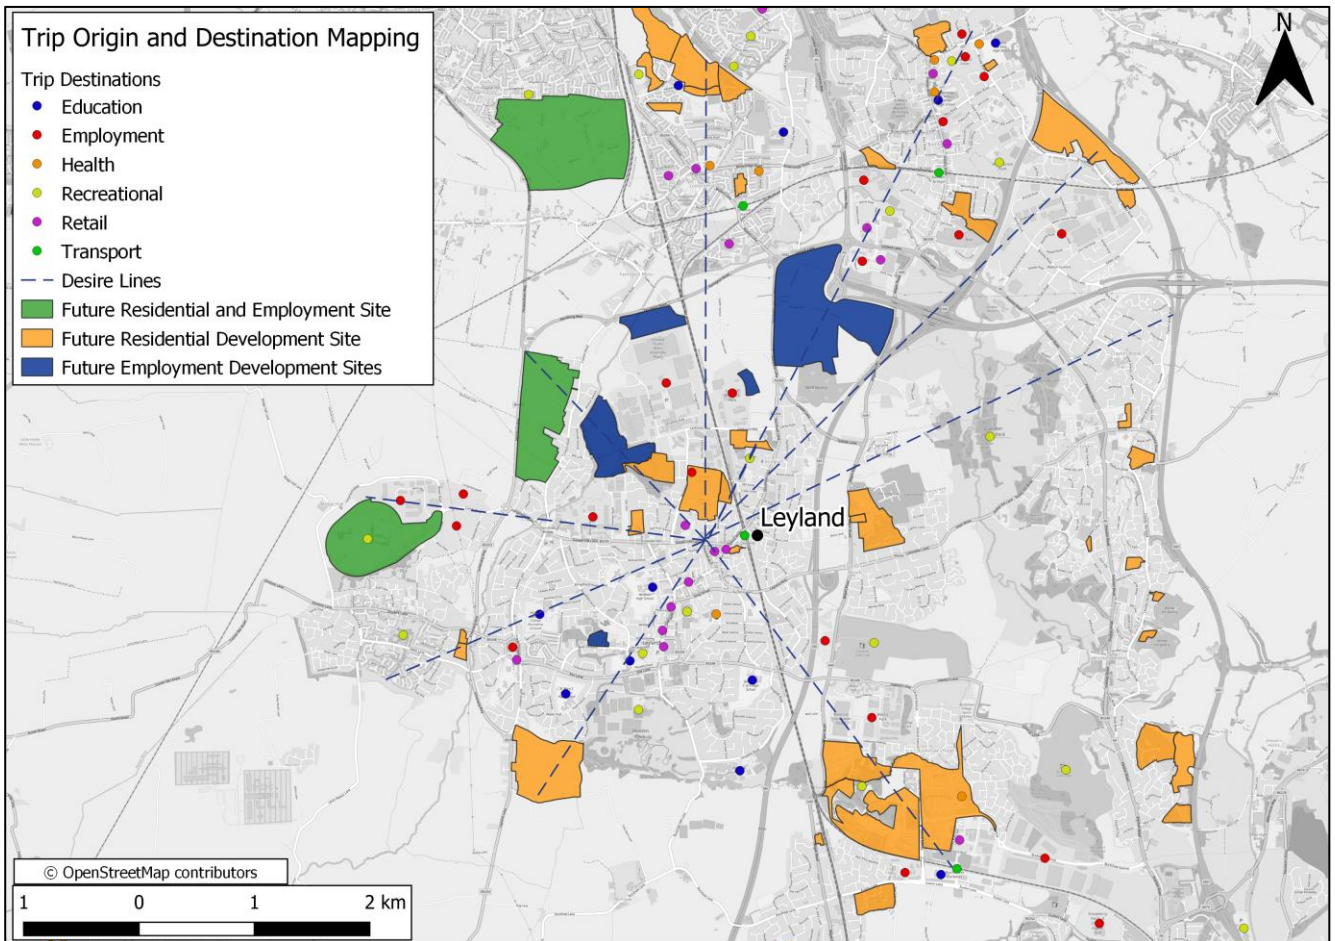 Trip Origin and Destination Mapping
Trip Destinations
Education
Employment
Health
Recreational
Retail
Transport
Desire Lines
Future Residential and Employment Site
Future Residential Development Site
Future Employment Development Sites
N
Leyland
© OpenStreetMap contributors
1 0 1 2 km